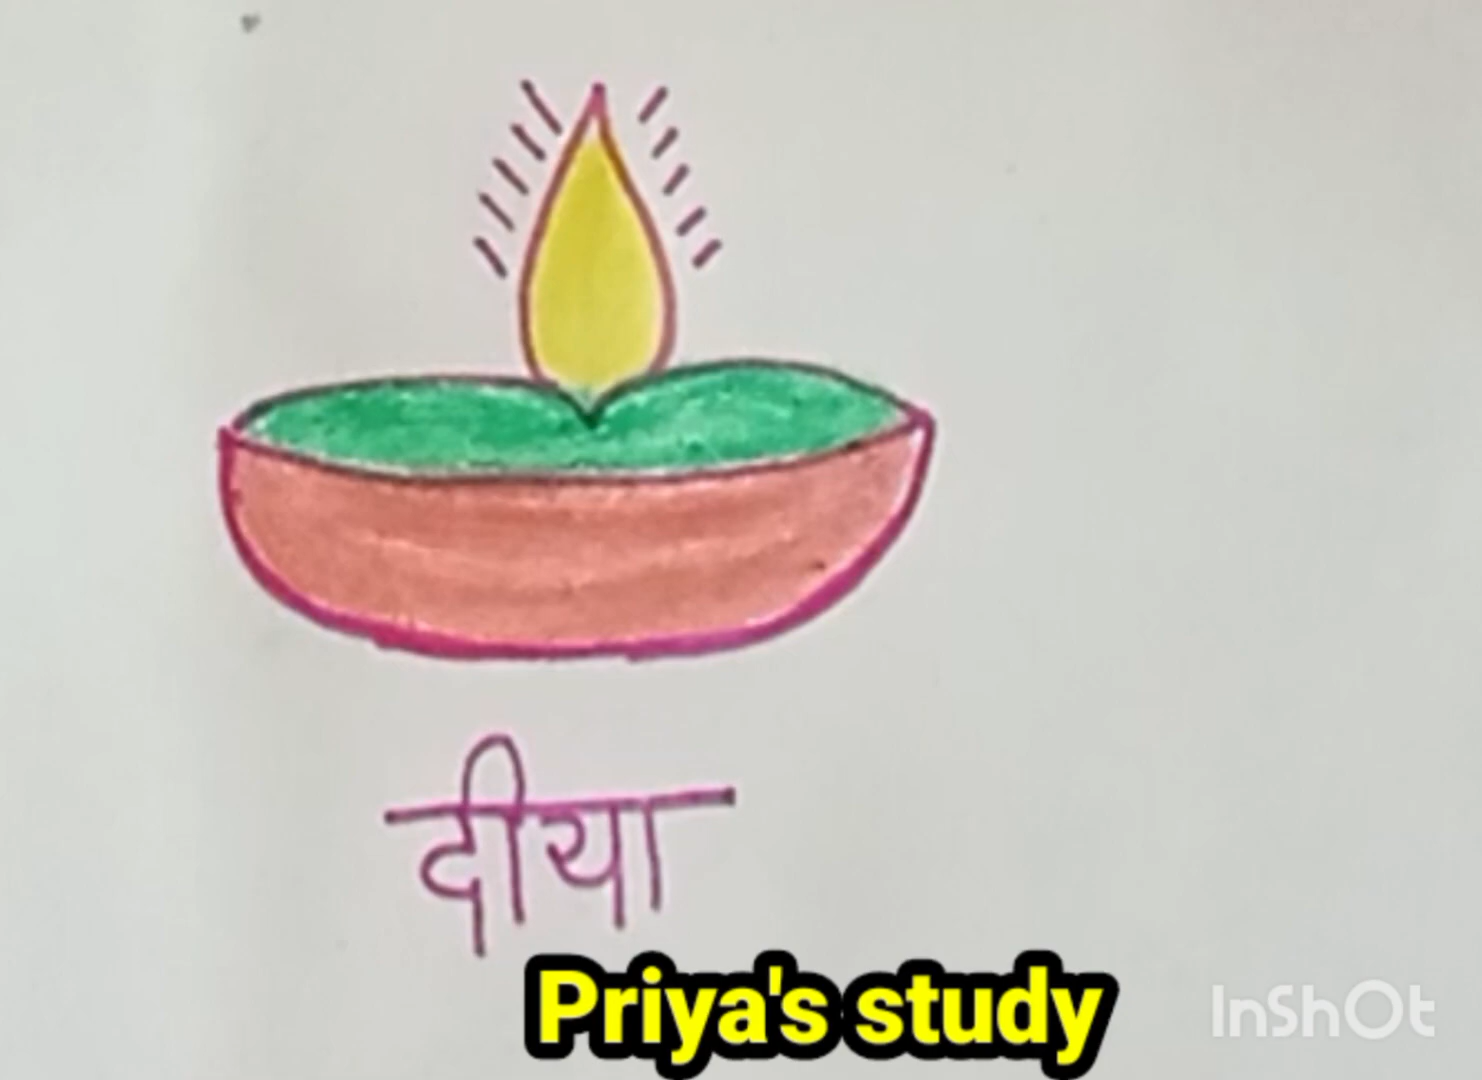 दीया
Priya's study
InShOt